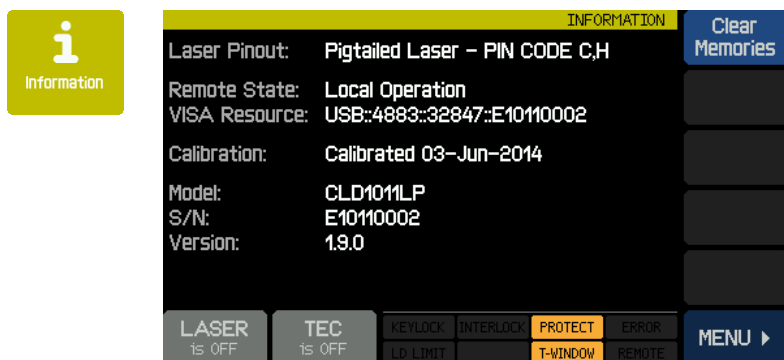 Information
INFORMATION
Clear
Memories
Laser Pinout: Pigtailed Laser – PIN CODE C,H
Remote State: Local Operation
VISA Resource: USB::4883::32847::E10110002
Calibration: Calibrated 03-Jun-2014
Model: CLD1011LP
S/N: E10110002
Version: 1.9.0
LASER
is OFF
TEC
is OFF
KEYLOCK INTERLOCK PROTECT ERROR
LD LIMIT T-WINDOW REMOTE
MENU ▶